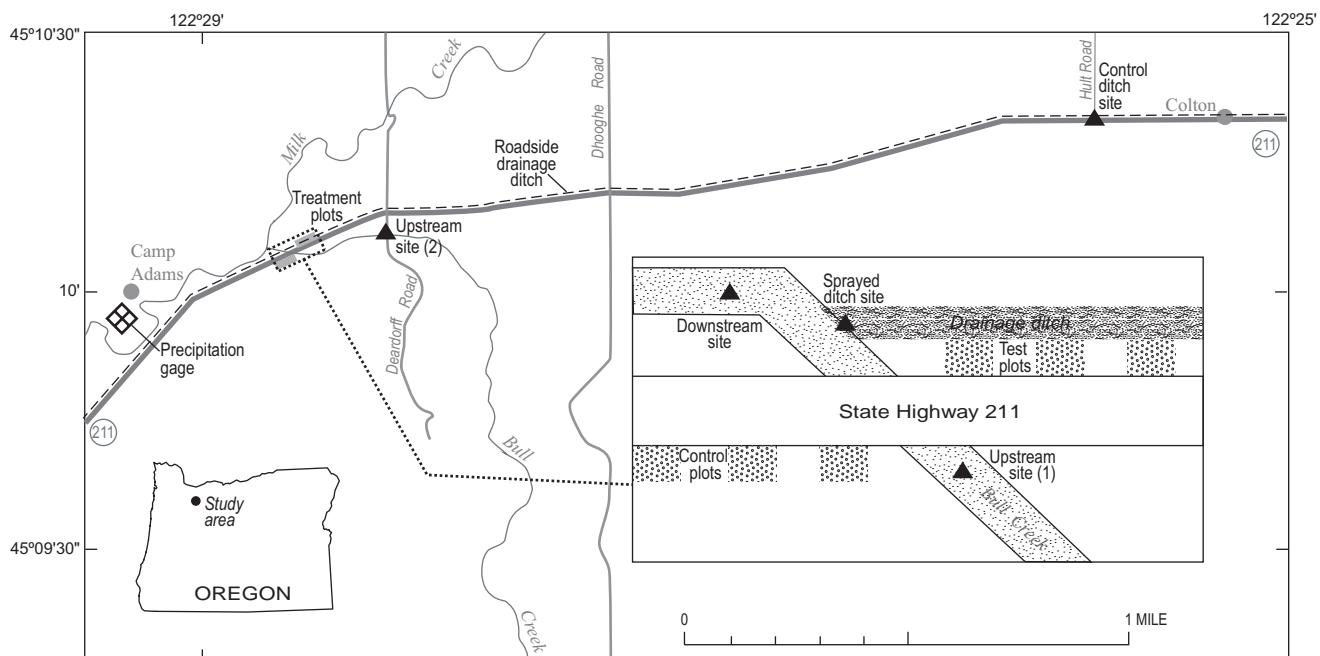 122º29'
122º25'
45º10'30"
Creek
Milk
Dhooghe Road
Hult Road
Control
ditch
site
Colton
211
Roadside
drainage
ditch
Treatment
plots
Upstream
site (2)
Camp
Adams
10'
Precipitation
gage
Deardorff Road
211
Bull
Creek
Sprayed
ditch site
Downstream
site
Drainage ditch
Test
plots
State Highway 211
Control
plots
Upstream
site (1)
Bull Creek
Study
area
OREGON
45º09'30"
0
1 MILE